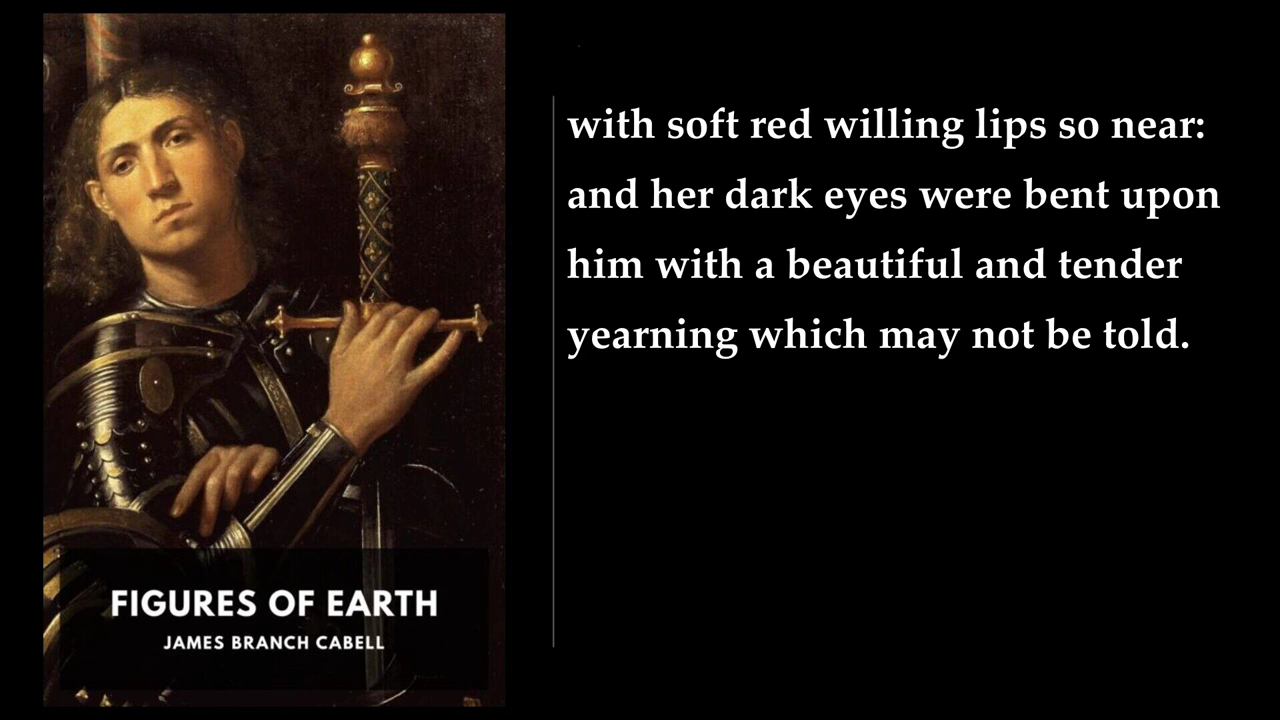 with soft red willing lips so near:
and her dark eyes were bent upon
him with a beautiful and tender
yearning which may not be told.
FIGURES OF EARTH
JAMES BRANCH CABELL